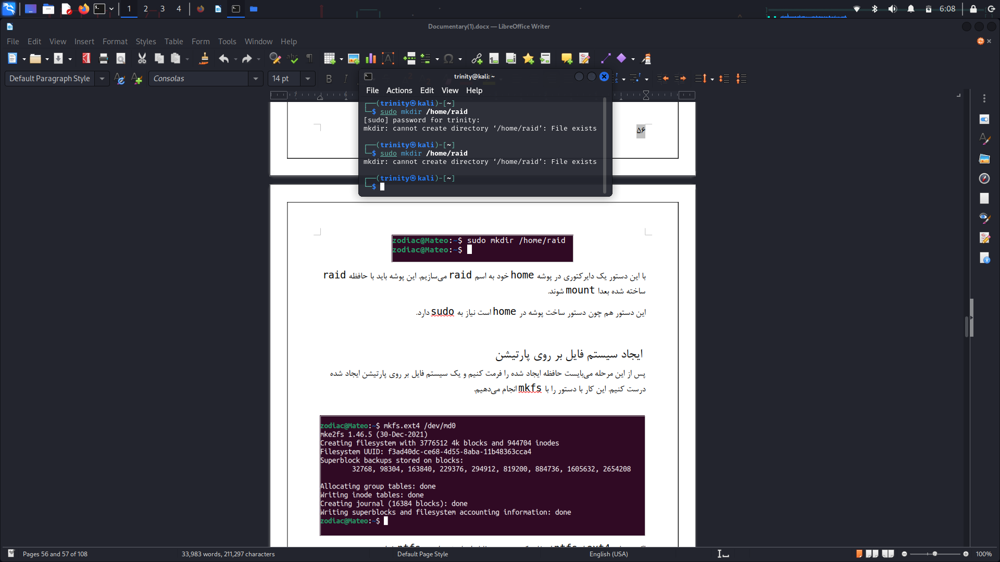 1 2 3 4
6:08
Documentary(1).docx — LibreOffice Writer
File Edit View Insert Format Styles Table Form Tools Window Help
Default Paragraph Style
Consolas
14 pt
trinity@kali: ~
File Actions Edit View Help
┌──(trinity㉿kali)-[~]
└─$ sudo mkdir /home/raid
[sudo] password for trinity:
mkdir: cannot create directory ‘/home/raid’: File exists
┌──(trinity㉿kali)-[~]
└─$ sudo mkdir /home/raid
mkdir: cannot create directory ‘/home/raid’: File exists
┌──(trinity㉿kali)-[~]
└─$
۵۶
zodiac@Mateo:~$ sudo mkdir /home/raid
zodiac@Mateo:~$
با این دستور یک دایرکتوری در پوشه home خود به اسم raid می‌سازیم. این پوشه باید با حافظه raid
ساخته شده بعدا mount شوند.
این دستور هم چون دستور ساخت پوشه در home است نیاز به sudo دارد.
ایجاد سیستم فایل بر روی پارتیشن
پس از این مرحله می‌بایست حافظه ایجاد شده را فرمت کنیم و یک سیستم فایل بر روی پارتیشن ایجاد شده
درست کنیم. این کار با دستور را با mkfs انجام می‌دهیم.
zodiac@Mateo:~$ mkfs.ext4 /dev/md0
mke2fs 1.46.5 (30-Dec-2021)
Creating filesystem with 3776512 4k blocks and 944704 inodes
Filesystem UUID: f3ad40dc-ce68-4d55-8aba-11b48363cca4
Superblock backups stored on blocks:
32768, 98304, 163840, 229376, 294912, 819200, 884736, 1605632, 2654208
Allocating group tables: done
Writing inode tables: done
Creating journal (16384 blocks): done
Writing superblocks and filesystem accounting information: done
zodiac@Mateo:~$
Pages 56 and 57 of 108
33,983 words, 211,297 characters
Default Page Style
English (USA)
100%